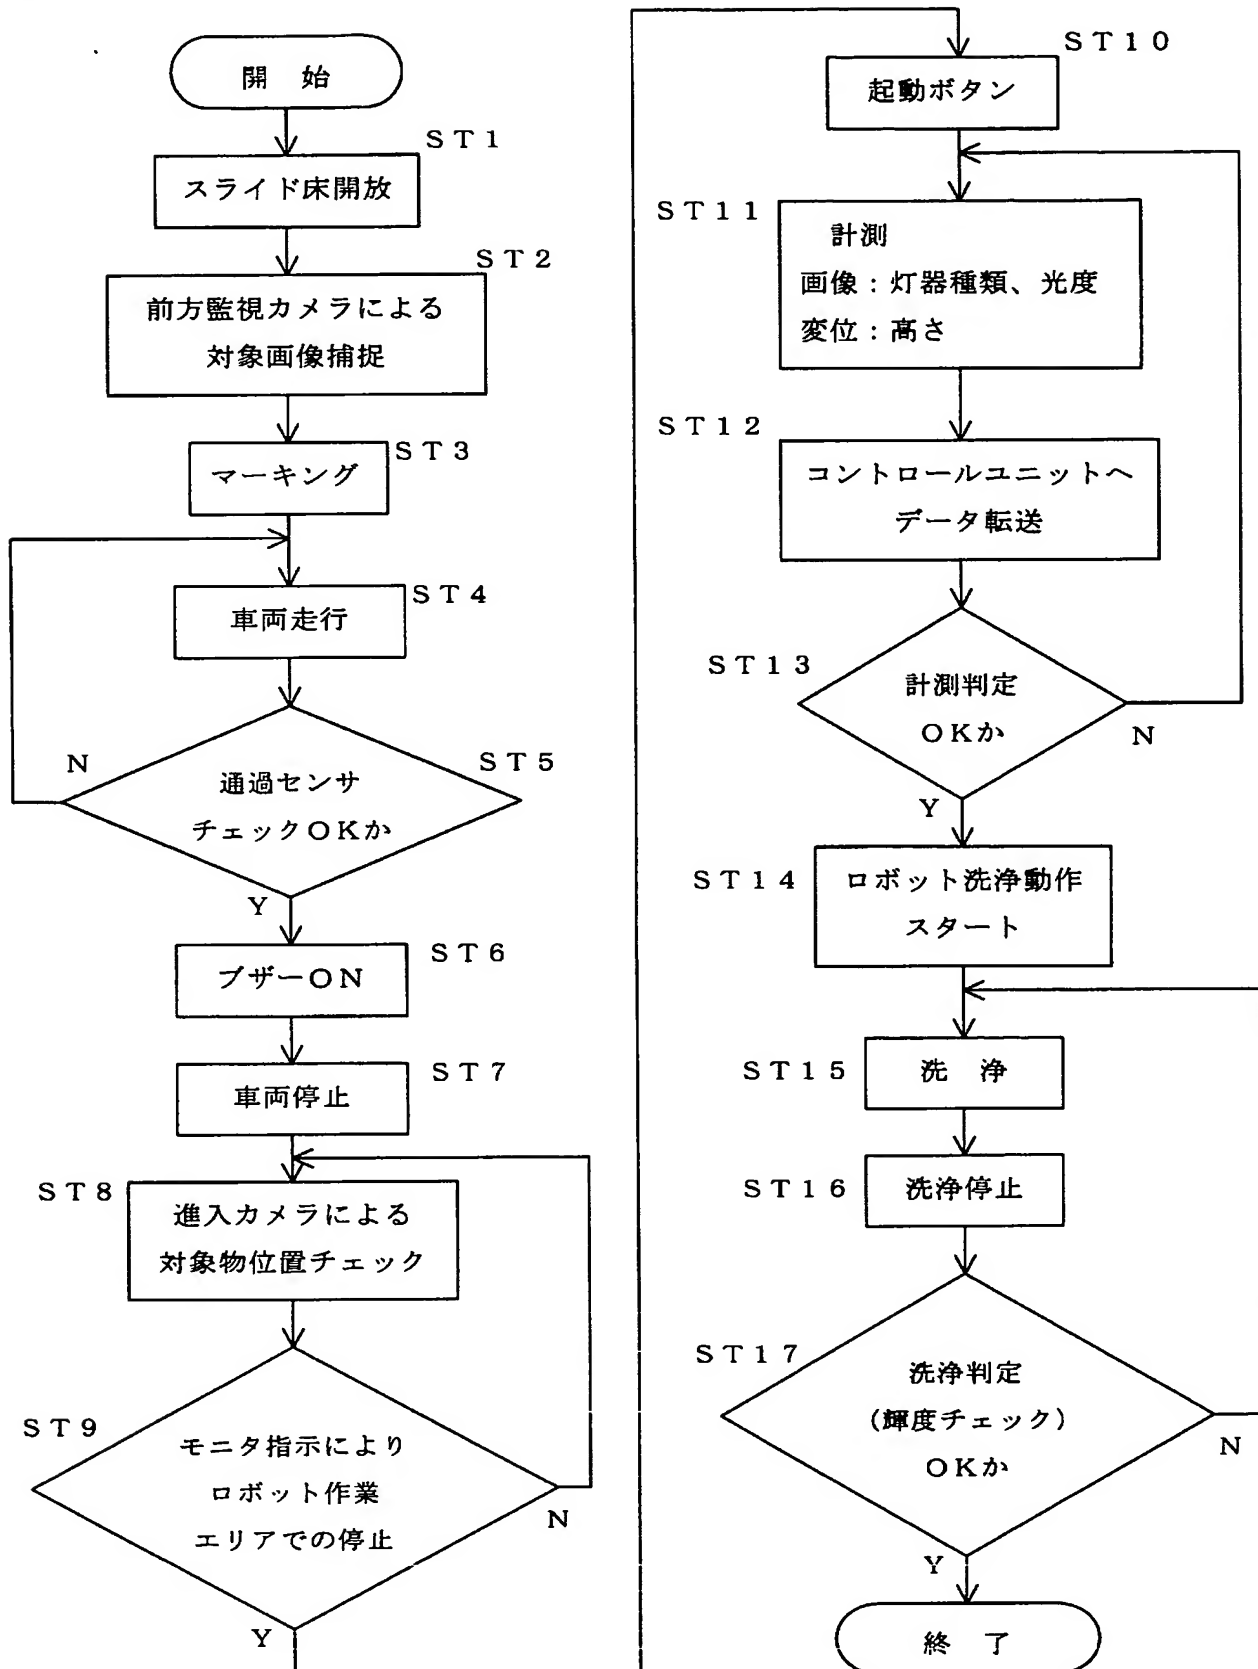 開 始
ST1
スライド床開放
ST2
前方監視カメラによる
対象画像捕捉
ST3
マーキング
ST4
車両走行
ST5
通過センサ
チェックOKか
N
Y
ST6
ブザーON
ST7
車両停止
ST8
進入カメラによる
対象物位置チェック
ST9
モニタ指示により
ロボット作業
エリアでの停止
N
Y
ST10
起動ボタン
ST11
計測
画像:灯器種類、光度
変位:高さ
ST12
コントロールユニットへ
データ転送
ST13
計測判定
OKか
N
Y
ST14
ロボット洗浄動作
スタート
ST15
洗 浄
ST16
洗浄停止
ST17
洗浄判定
(輝度チェック)
OKか
N
Y
終 了